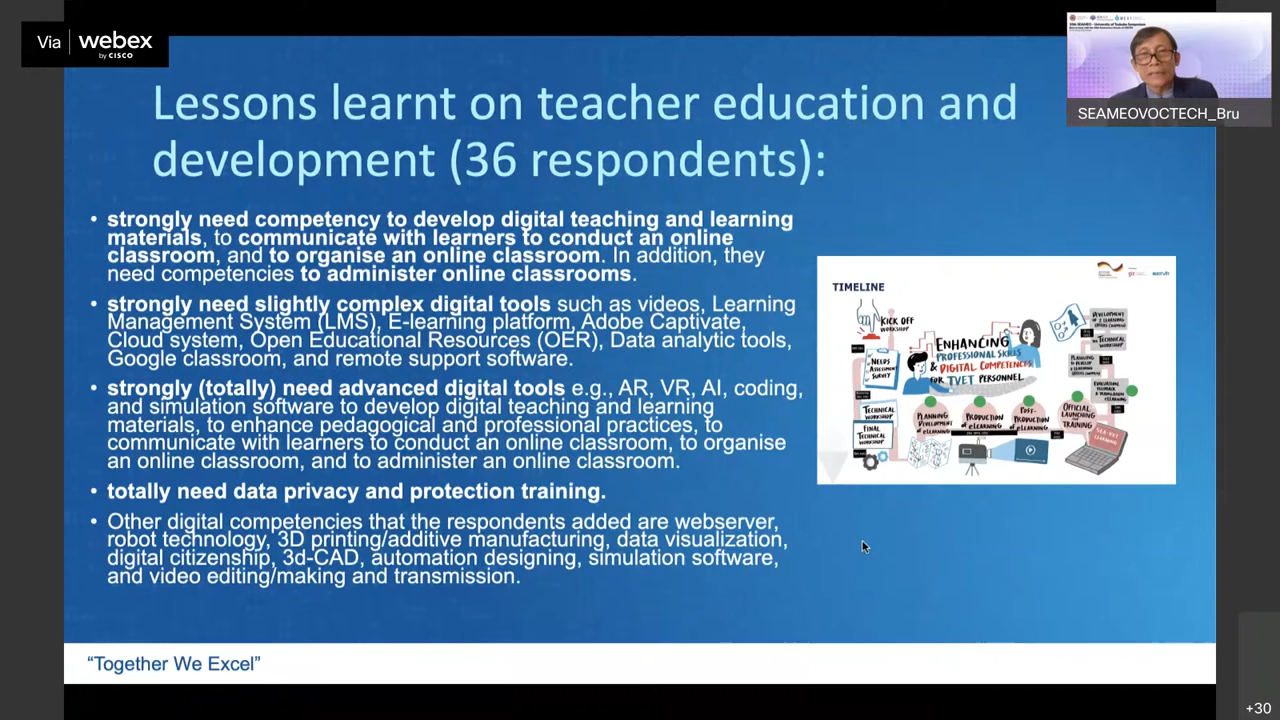 Via webex
by CISCO
SEAMEOVOCTECH_Bru
Lessons learnt on teacher education and
development (36 respondents):
• strongly need competency to develop digital teaching and learning
materials, to communicate with learners to conduct an online
classroom, and to organise an online classroom. In addition, they
need competencies to administer online classrooms.
• strongly need slightly complex digital tools such as videos, Learning
Management System (LMS), E-learning platform, Adobe Captivate,
Cloud system, Open Educational Resources (OER), Data analytic tools,
Google classroom, and remote support software.
• strongly (totally) need advanced digital tools e.g., AR, VR, AI, coding,
and simulation software to develop digital teaching and learning
materials, to enhance pedagogical and professional practices, to
communicate with learners to conduct an online classroom, to organise
an online classroom, and to administer an online classroom.
• totally need data privacy and protection training.
• Other digital competencies that the respondents added are webserver,
robot technology, 3D printing/additive manufacturing, data visualization,
digital citizenship, 3d-CAD, automation designing, simulation software,
and video editing/making and transmission.
TIMELINE
KICK OFF
WORKSHOP
NEEDS
ASSESSMENT
SURVEY
TECHNICAL
WORKSHOP
FINAL
TECHNICAL
WORKSHOP
ENHANCING
PROFESSIONAL SKILLS
& DIGITAL COMPETENCES
FOR TVET PERSONNEL
PLANNING
DEVELOPMENT
of eLEARNING
PRODUCTION
of eLEARNING
POST-
PRODUCTION
of eLEARNING
OFFICIAL
LAUNCHING
TRAINING
TECHNICAL
WORKSHOP
PLANNING
“Together We Excel”
+30